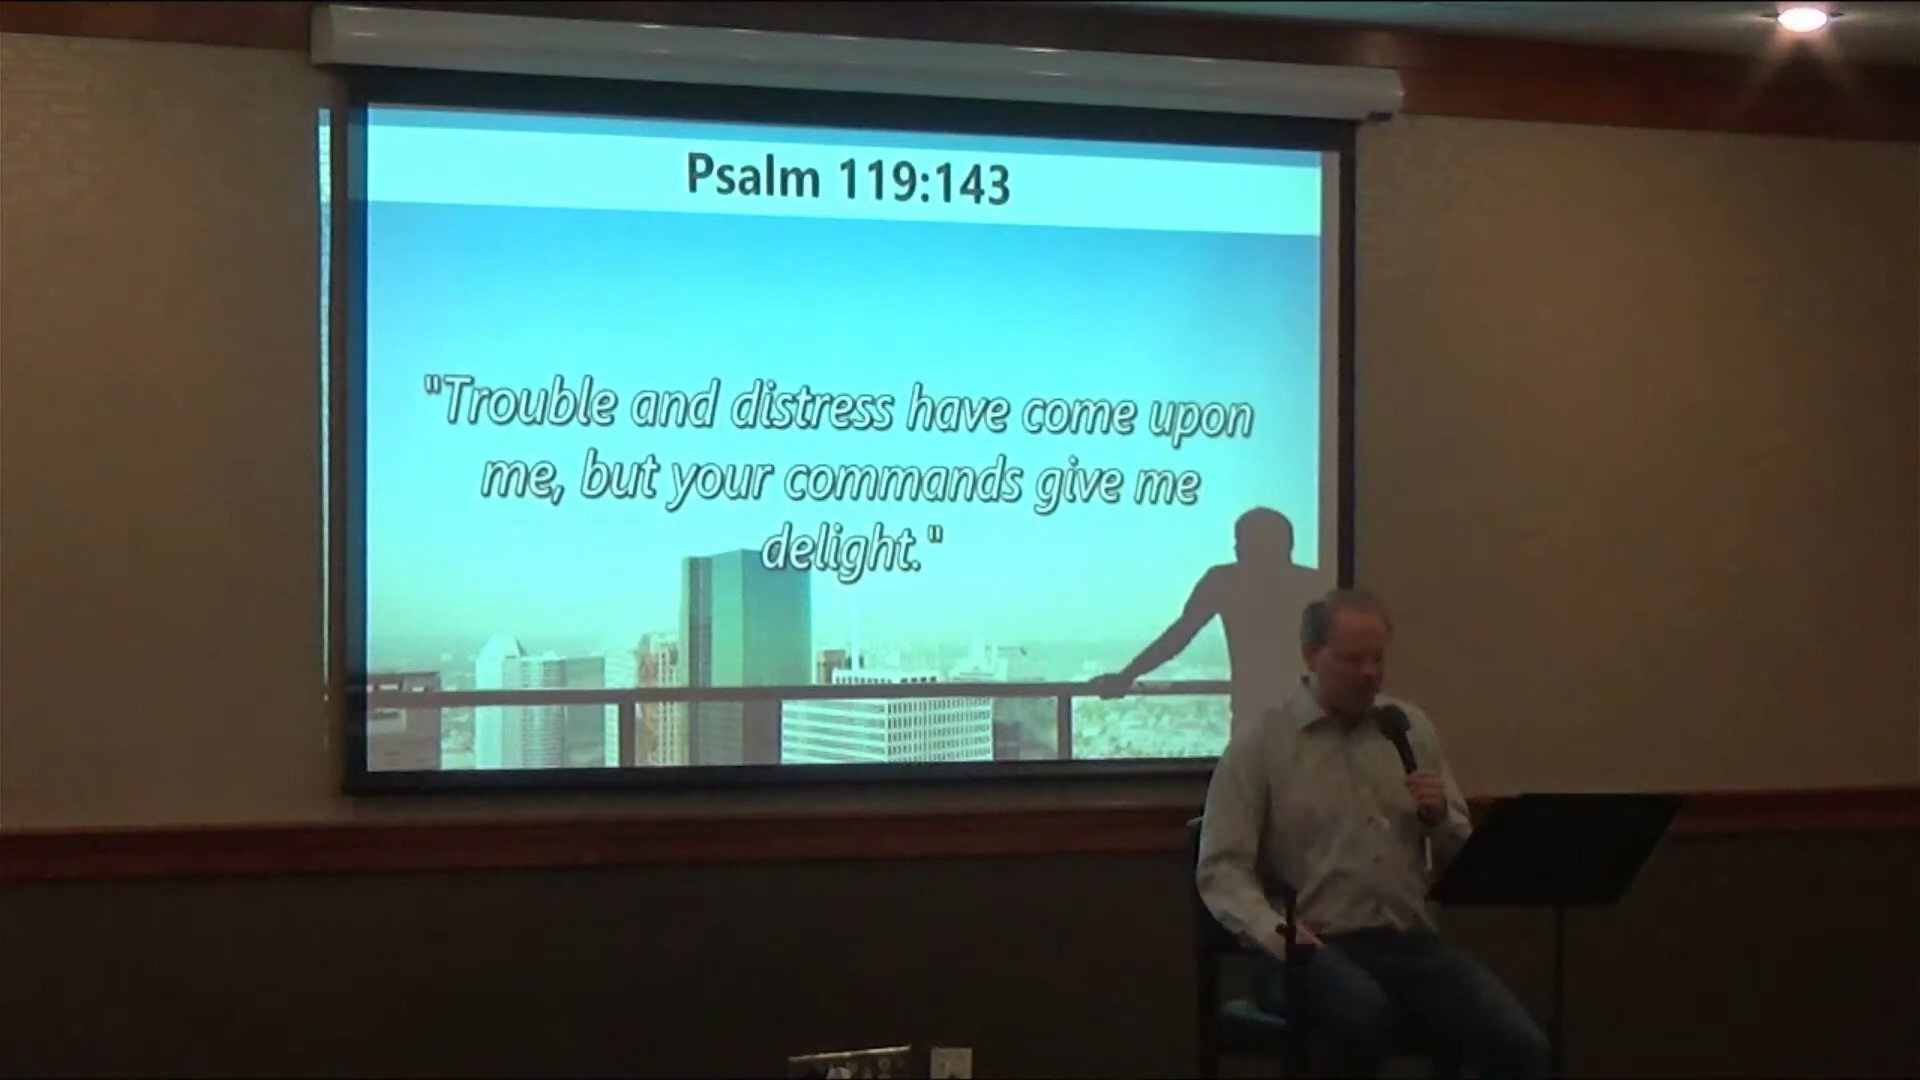 Psalm 119:143
"Trouble and distress have come upon
me, but your commands give me
delight."